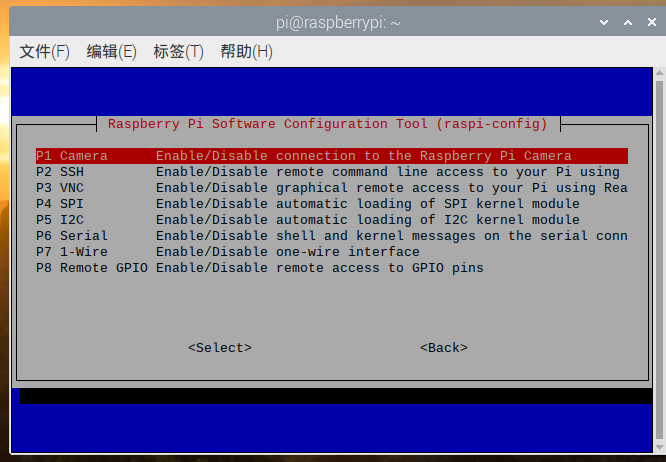 pi@raspberrypi: ~
文件(F) 编辑(E) 标签(T) 帮助(H)
Raspberry Pi Software Configuration Tool (raspi-config)
P1 Camera Enable/Disable connection to the Raspberry Pi Camera
P2 SSH Enable/Disable remote command line access to your Pi using
P3 VNC Enable/Disable graphical remote access to your Pi using Rea
P4 SPI Enable/Disable automatic loading of SPI kernel module
P5 I2C Enable/Disable automatic loading of I2C kernel module
P6 Serial Enable/Disable shell and kernel messages on the serial conn
P7 1-Wire Enable/Disable one-wire interface
P8 Remote GPIO Enable/Disable remote access to GPIO pins
<Select> <Back>